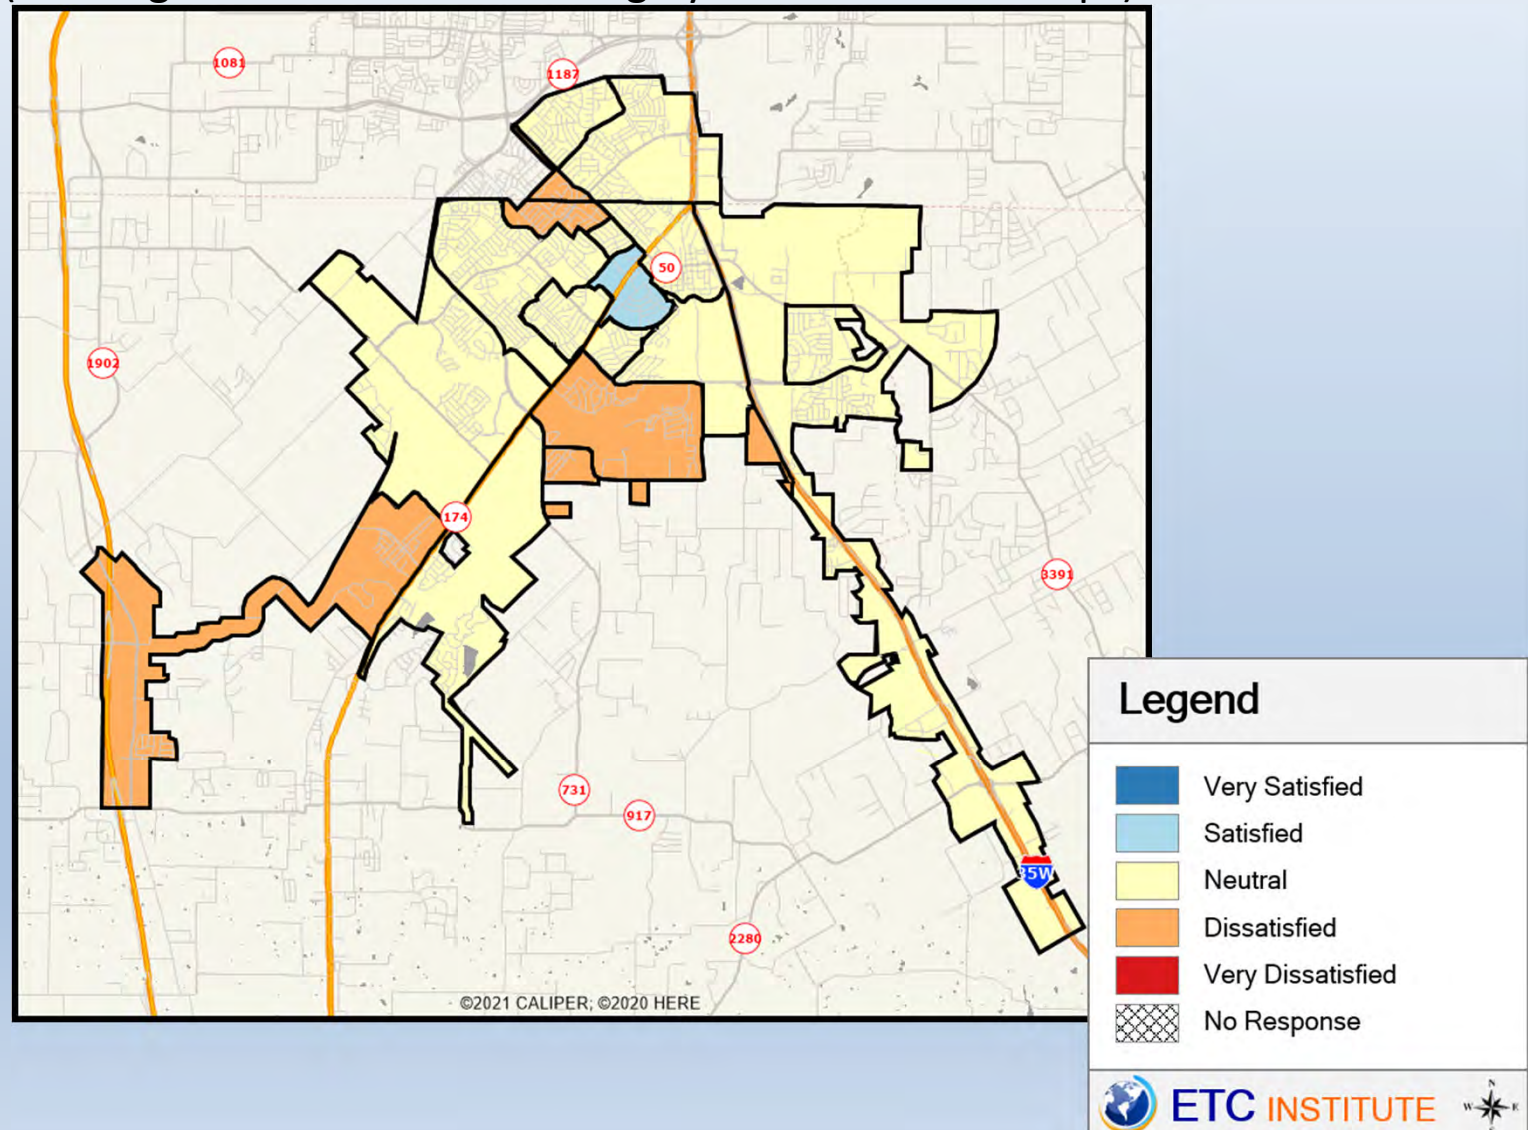 1081
1187
50
1902
174
3391
731
917
35W
2280
©2021 CALIPER; ©2020 HERE
Legend
Very Satisfied
Satisfied
Neutral
Dissatisfied
Very Dissatisfied
No Response
ETC INSTITUTE
N
W E